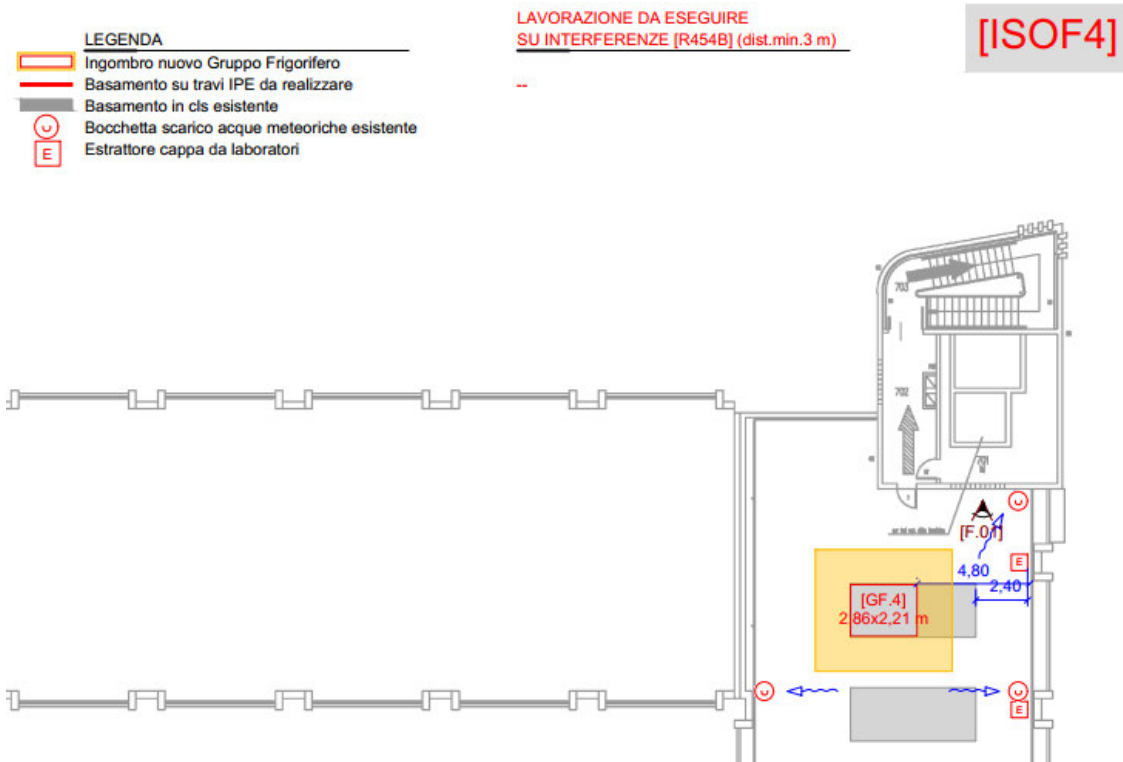 LAVORAZIONE DA ESEGUIRE
SU INTERFERENZE [R454B] (dist.min.3 m)
--
[ISOF4]
LEGENDA
Ingombro nuovo Gruppo Frigorifero
Basamento su travi IPE da realizzare
Basamento in cls esistente
Bocchetta scarico acque meteoriche esistente
E
Estrattore cappa da laboratori
703
702
701
[F.01]
E
4,80
2,40
[GF.4]
2,86x2,21 m
E